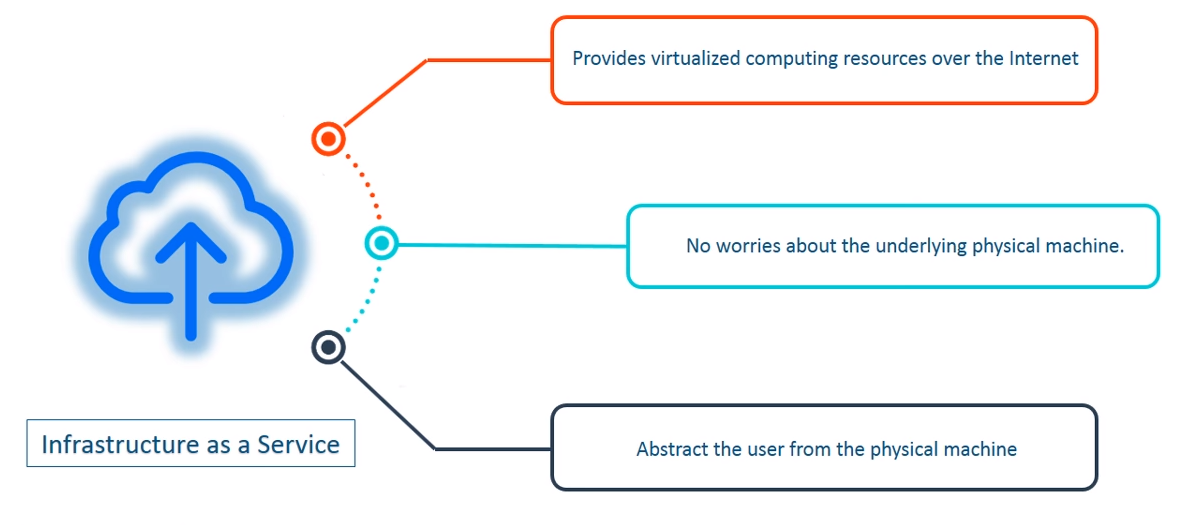 Provides virtualized computing resources over the Internet
No worries about the underlying physical machine.
Abstract the user from the physical machine
Infrastructure as a Service